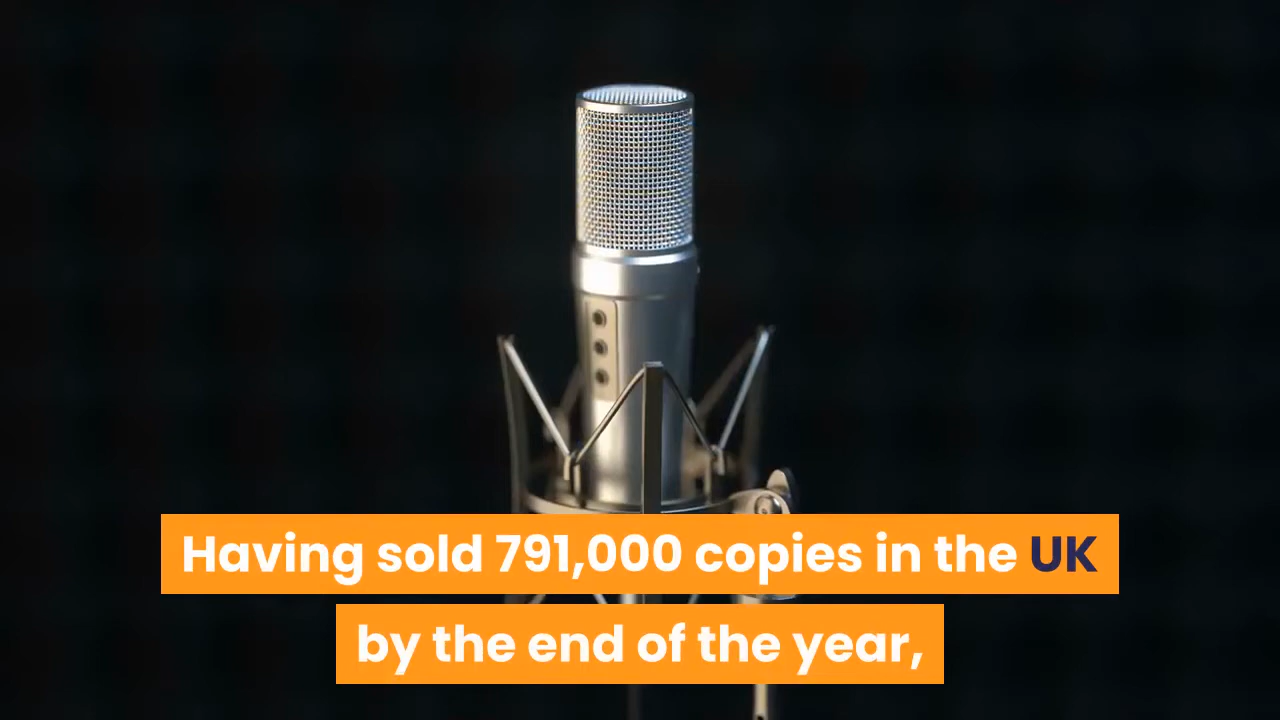 Having sold 791,000 copies in the UK
by the end of the year,